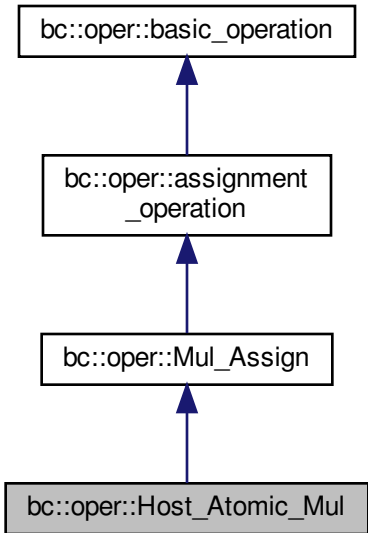 bc::oper::basic_operation
bc::oper::assignment
_operation
bc::oper::Mul_Assign
bc::oper::Host_Atomic_Mul